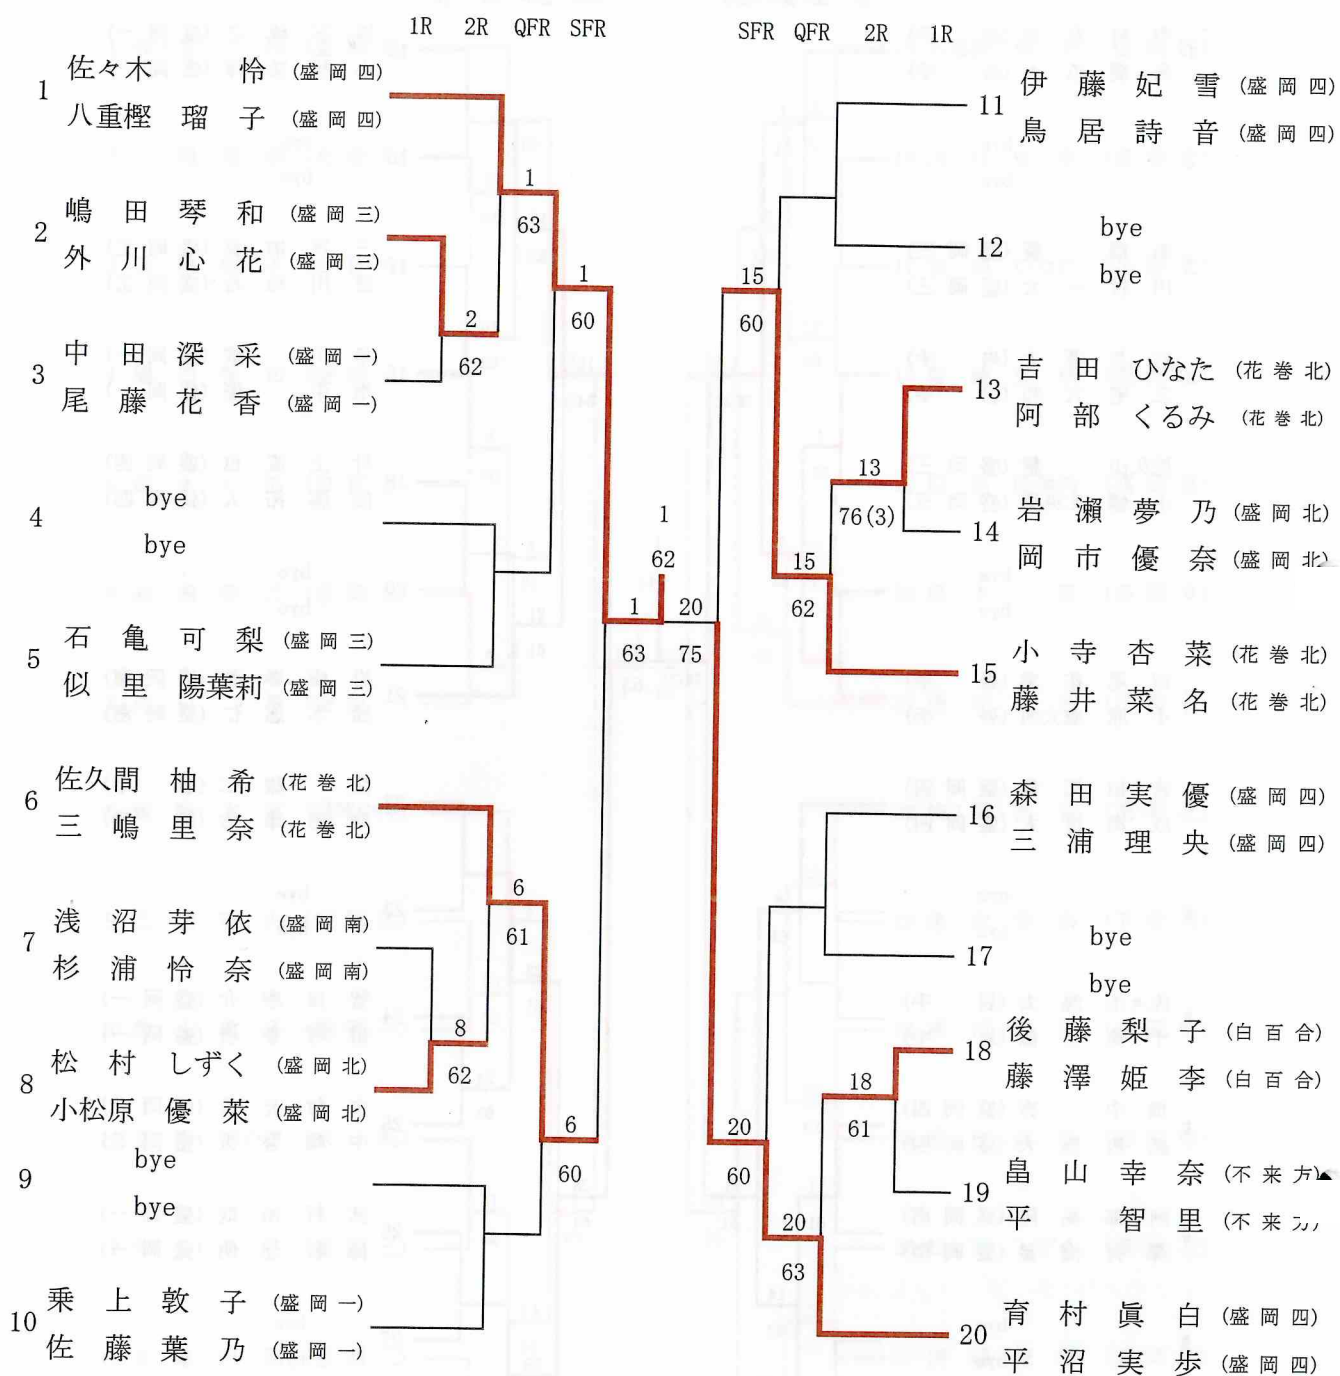 1R 2R QFR SFR
1
佐々木 怜 (盛岡四)
八重樫 瑠子 (盛岡四)
2
嶋田琴和 (盛岡三)
外川心花 (盛岡三)
3
中田深采 (盛岡一)
尾藤花香 (盛岡一)
4
bye
bye
5
石亀可梨 (盛岡三)
似里陽葉莉 (盛岡三)
6
佐久間 柚希 (花巻北)
三嶋里奈 (花巻北)
7
浅沼芽依 (盛岡南)
杉浦怜奈 (盛岡南)
8
松村しずく (盛岡北)
小松原 優萊 (盛岡北)
9
bye
bye
10
乗上敦子 (盛岡一)
佐藤葉乃 (盛岡一)
1
63
2
62
1
60
6
61
8
62
6
60
1
63
1
62
20
75
SFR QFR 2R 1R
15
60
13
76(3)
15
62
18
61
20
60
20
63
11
伊藤妃雪 (盛岡四)
鳥居詩音 (盛岡四)
12
bye
bye
13
吉田ひなた (花巻北)
阿部くるみ (花巻北)
14
岩瀬夢乃 (盛岡北)
岡市優奈 (盛岡北)
15
小寺杏菜 (花巻北)
藤井菜名 (花巻北)
16
森田実優 (盛岡四)
三浦理央 (盛岡四)
17
bye
bye
18
後藤梨子 (白百合)
藤澤姫李 (白百合)
19
畠山幸奈 (不来方)
平 智里 (不来
20
育村眞白 (盛岡四)
平沼実歩 (盛岡四)